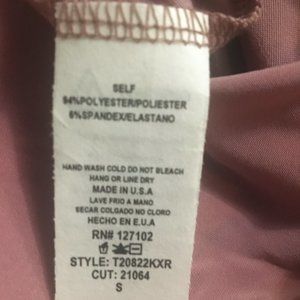 SELF
94%POLYESTER/POLIESTER
6%SPANDEX/ELASTANO
HAND WASH COLD DO NOT BLEACH
HANG OR LINE DRY
MADE IN U.S.A
LAVE FRIO A MANO
SECAR COLGADO NO CLORO
HECHO EN E.U.A
RN# 127102
STYLE: T20822KXR
CUT: 21064
S